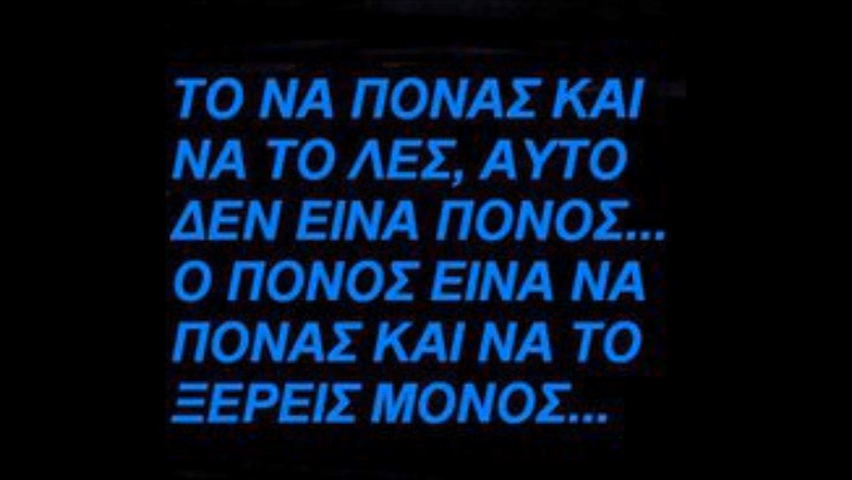 ΤΟ ΝΑ ΠΟΝΑΣ ΚΑΙ
ΝΑ ΤΟ ΛΕΣ, ΑΥΤΟ
ΔΕΝ ΕΙΝΑ ΠΟΝΟΣ...
Ο ΠΟΝΟΣ ΕΙΝΑ ΝΑ
ΠΟΝΑΣ ΚΑΙ ΝΑ ΤΟ
ΞΕΡΕΙΣ ΜΟΝΟΣ...